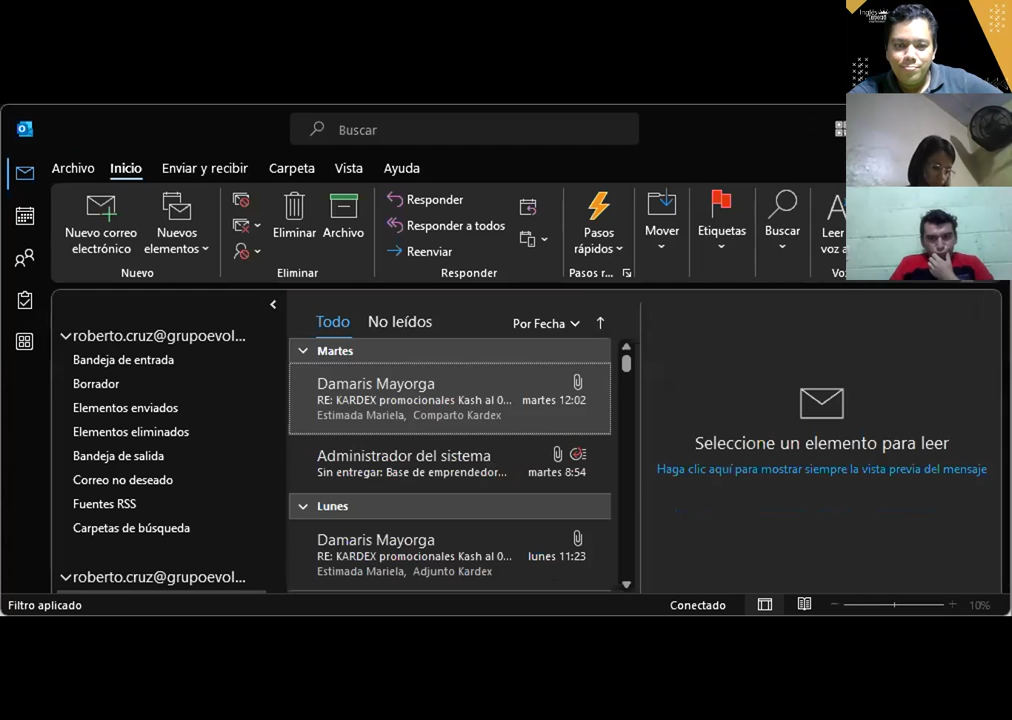 Inglés
Buscar
Archivo Inicio Enviar y recibir Carpeta Vista Ayuda
Nuevo correo electrónico
Nuevos elementos
Eliminar Archivo
Responder
Responder a todos
Reenviar
Pasos rápidos
Mover
Etiquetas
Buscar
Leer
voz a
Nuevo Eliminar Responder Pasos r...
roberto.cruz@grupoevol...
Bandeja de entrada
Borrador
Elementos enviados
Elementos eliminados
Bandeja de salida
Correo no deseado
Fuentes RSS
Carpetas de búsqueda
roberto.cruz@grupoevol...
Todo No leídos Por Fecha
Martes
Damaris Mayorga
RE: KARDEX promocionales Kash al 0... martes 12:02
Estimada Mariela, Comparto Kardex
Administrador del sistema
Sin entregar: Base de emprendedor... martes 8:54
Lunes
Damaris Mayorga
RE: KARDEX promocionales Kash al 0... lunes 11:23
Estimada Mariela, Adjunto Kardex
Seleccione un elemento para leer
Haga clic aquí para mostrar siempre la vista previa del mensaje
Filtro aplicado
Conectado
10%